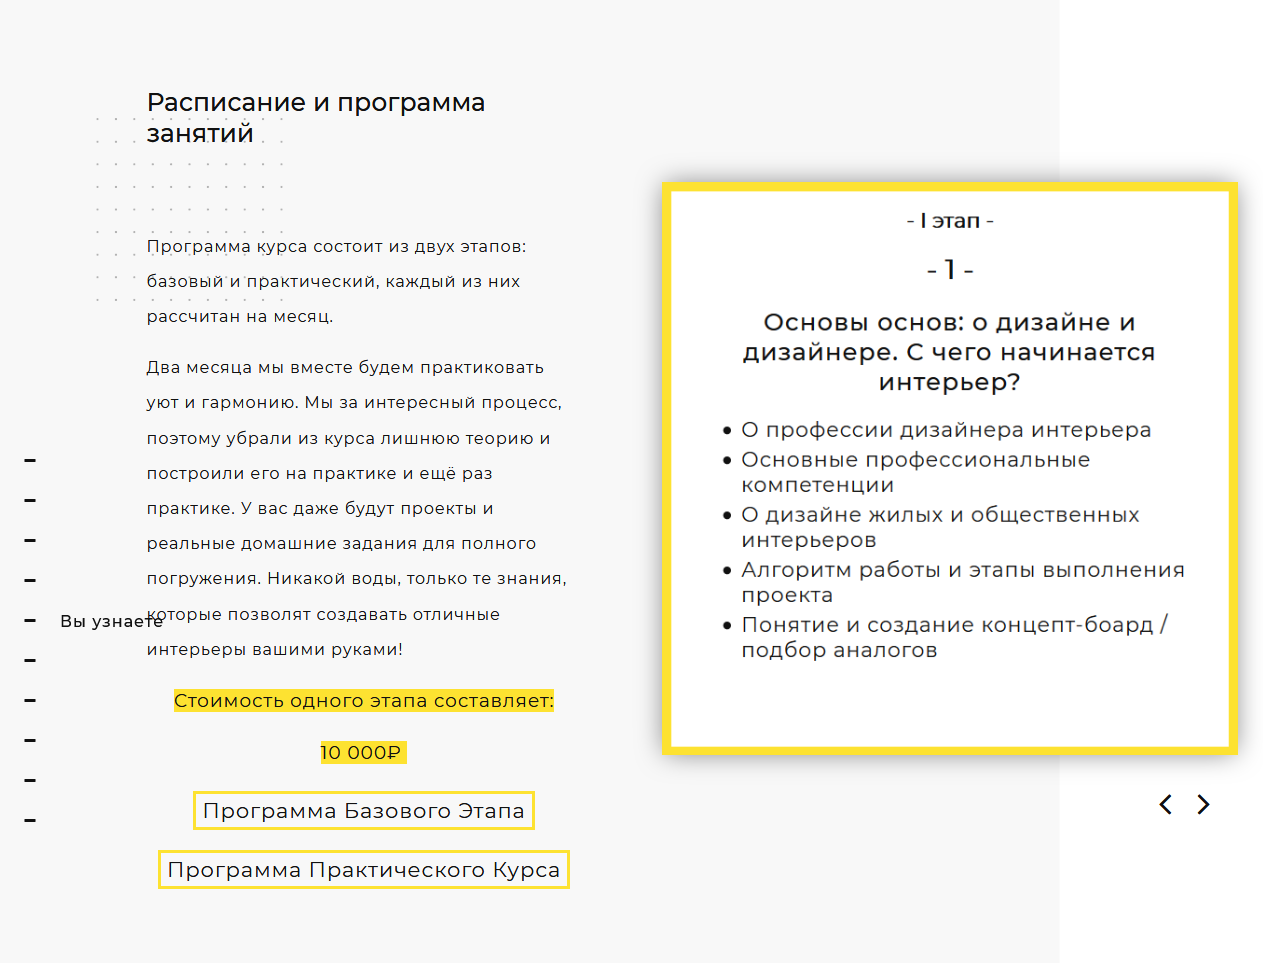 Расписание и программа
занятий
Программа курса состоит из двух этапов:
базовый и практический, каждый из них
рассчитан на месяц.
Два месяца мы вместе будем практиковать
уют и гармонию. Мы за интересный процесс,
поэтому убрали из курса лишнюю теорию и
построили его на практике и ещё раз
практике. У вас даже будут проекты и
реальные домашние задания для полного
погружения. Никакой воды, только те знания,
которые позволят создавать отличные
интерьеры вашими руками!
Вы узнаете
Стоимость одного этапа составляет:
10 000₽
Программа Базового Этапа
Программа Практического Курса
- I этап -
- 1 -
Основы основ: о дизайне и
дизайнере. С чего начинается
интерьер?
• О профессии дизайнера интерьера
• Основные профессиональные
компетенции
• О дизайне жилых и общественных
интерьеров
• Алгоритм работы и этапы выполнения
проекта
• Понятие и создание концепт-боард /
подбор аналогов